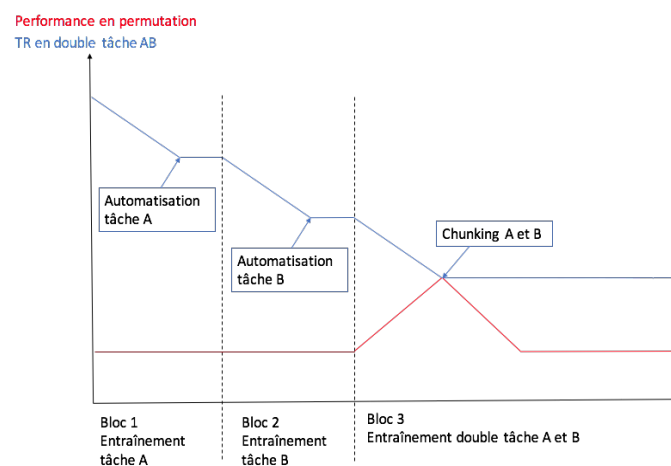 Performance en permutation
TR en double tâche AB
Automatisation
tâche A
Automatisation
tâche B
Chunking A et B
Bloc 1
Entraînement
tâche A
Bloc 2
Entraînement
tâche B
Bloc 3
Entraînement double tâche A et B